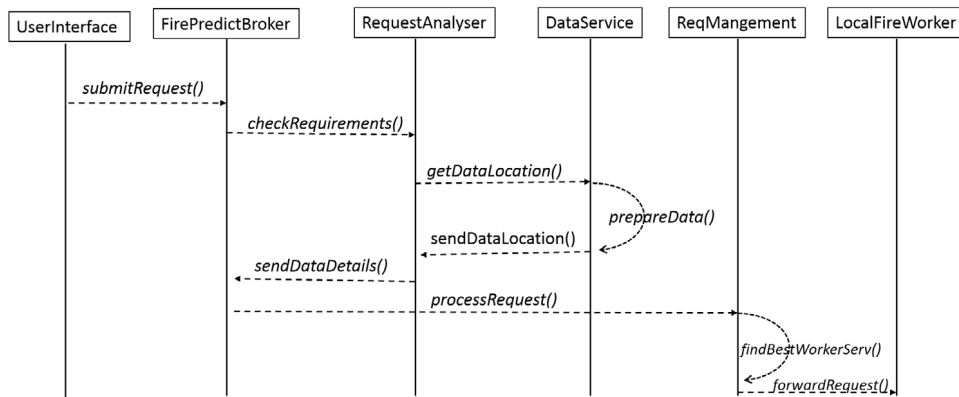 UserInterface
FirePredictBroker
RequestAnalyser
DataService
ReqMangement
LocalFireWorker
submitRequest()
checkRequirements()
getDataLocation()
prepareData()
sendDataLocation()
sendDataDetails()
processRequest()
findBestWorkerServ()
forwardRequest()